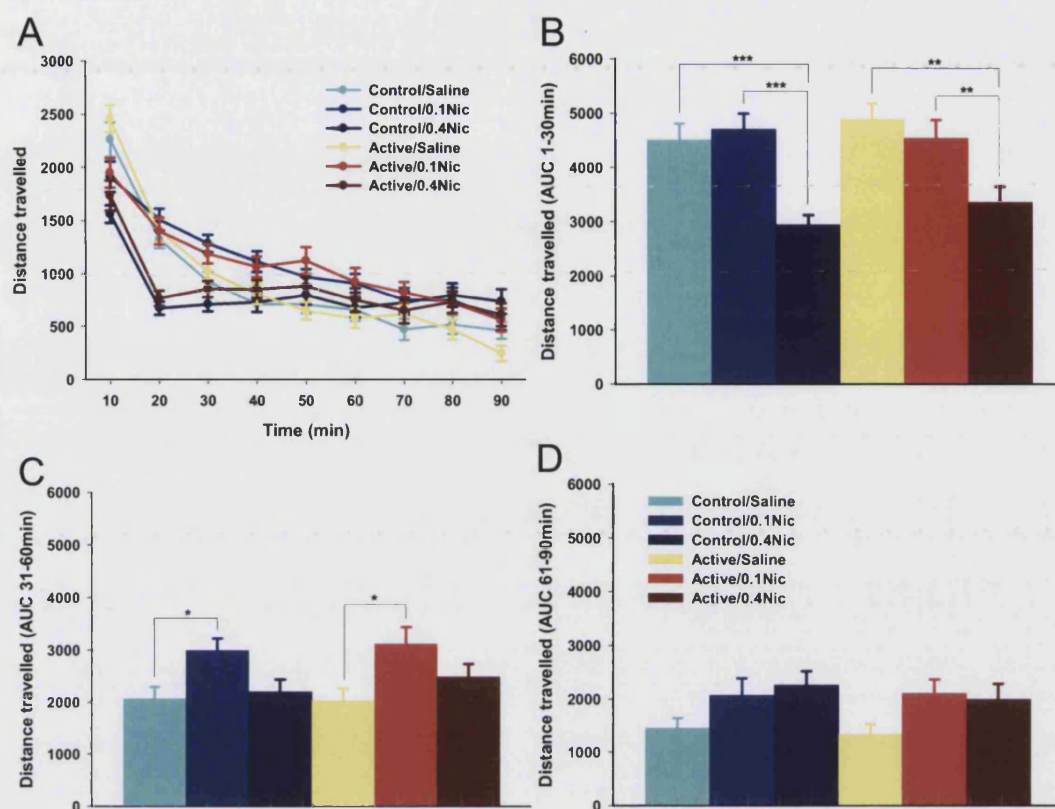 A
3000
2500
2000
1500
1000
500
0
Distance travelled
10 20 30 40 50 60 70 80 90
Time (min)
Control/Saline
Control/0.1Nic
Control/0.4Nic
Active/Saline
Active/0.1Nic
Active/0.4Nic
B
6000
5000
4000
3000
2000
1000
0
Distance travelled (AUC 1-30min)
***
***
**
**
C
6000
5000
4000
3000
2000
1000
0
Distance travelled (AUC 31-60min)
*
*
D
6000
5000
4000
3000
2000
1000
0
Distance travelled (AUC 61-90min)
Control/Saline
Control/0.1Nic
Control/0.4Nic
Active/Saline
Active/0.1Nic
Active/0.4Nic